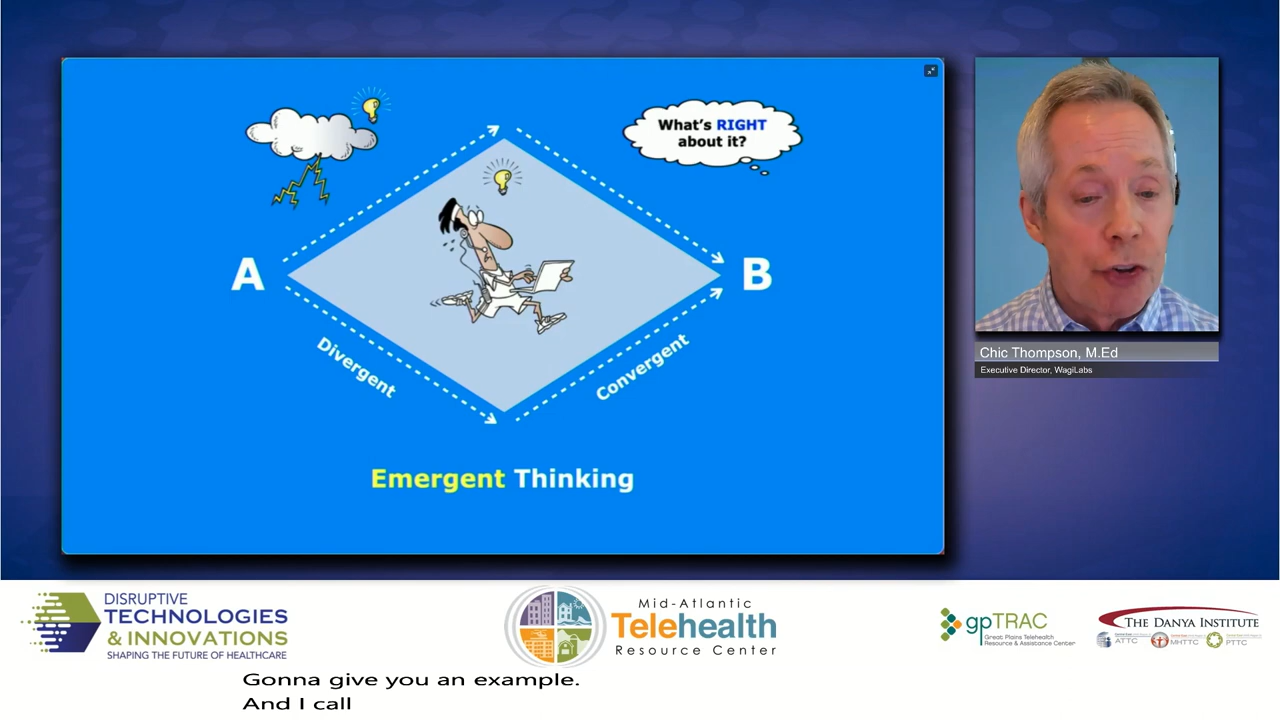 What's RIGHT
about it?
A
B
Divergent
Convergent
Emergent Thinking
Chic Thompson, M.Ed
Executive Director, WagiLabs
DISRUPTIVE
TECHNOLOGIES
& INNOVATIONS
SHAPING THE FUTURE OF HEALTHCARE
Mid-Atlantic
Telehealth
Resource Center
gpTRAC
Great Plains Telehealth
Resource & Assistance Center
THE DANYA INSTITUTE
ATTC
MHTTC
PTTC
Gonna give you an example.
And I call